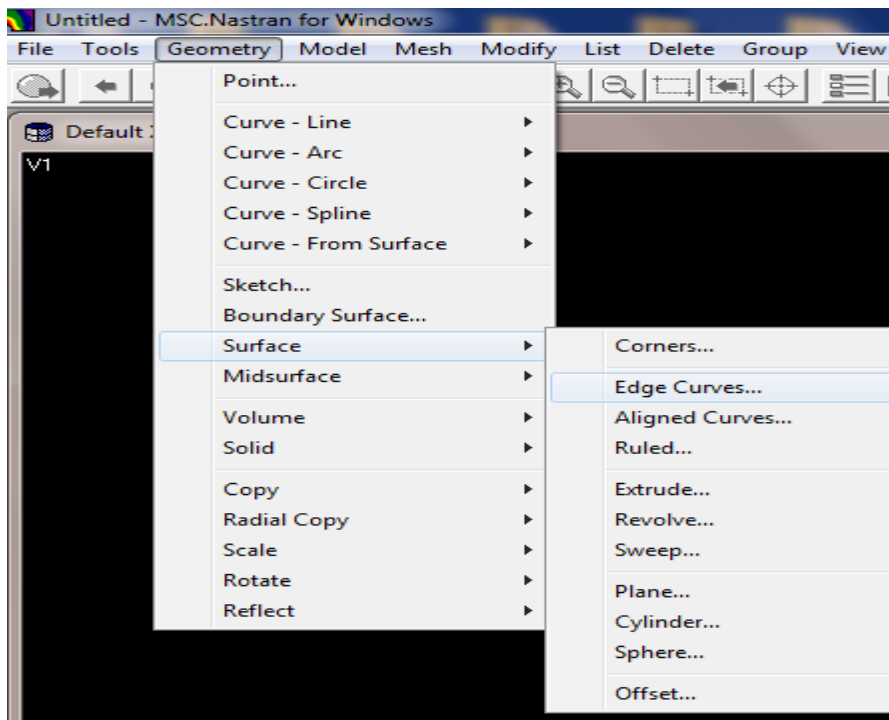 Untitled - MSC.Nastran for Windows
File Tools Geometry Model Mesh Modify List Delete Group View
Point...
Default
V1
Curve - Line
Curve - Arc
Curve - Circle
Curve - Spline
Curve - From Surface
Sketch...
Boundary Surface...
Surface
Midsurface
Volume
Solid
Copy
Radial Copy
Scale
Rotate
Reflect
Corners...
Edge Curves...
Aligned Curves...
Ruled...
Extrude...
Revolve...
Sweep...
Plane...
Cylinder...
Sphere...
Offset...